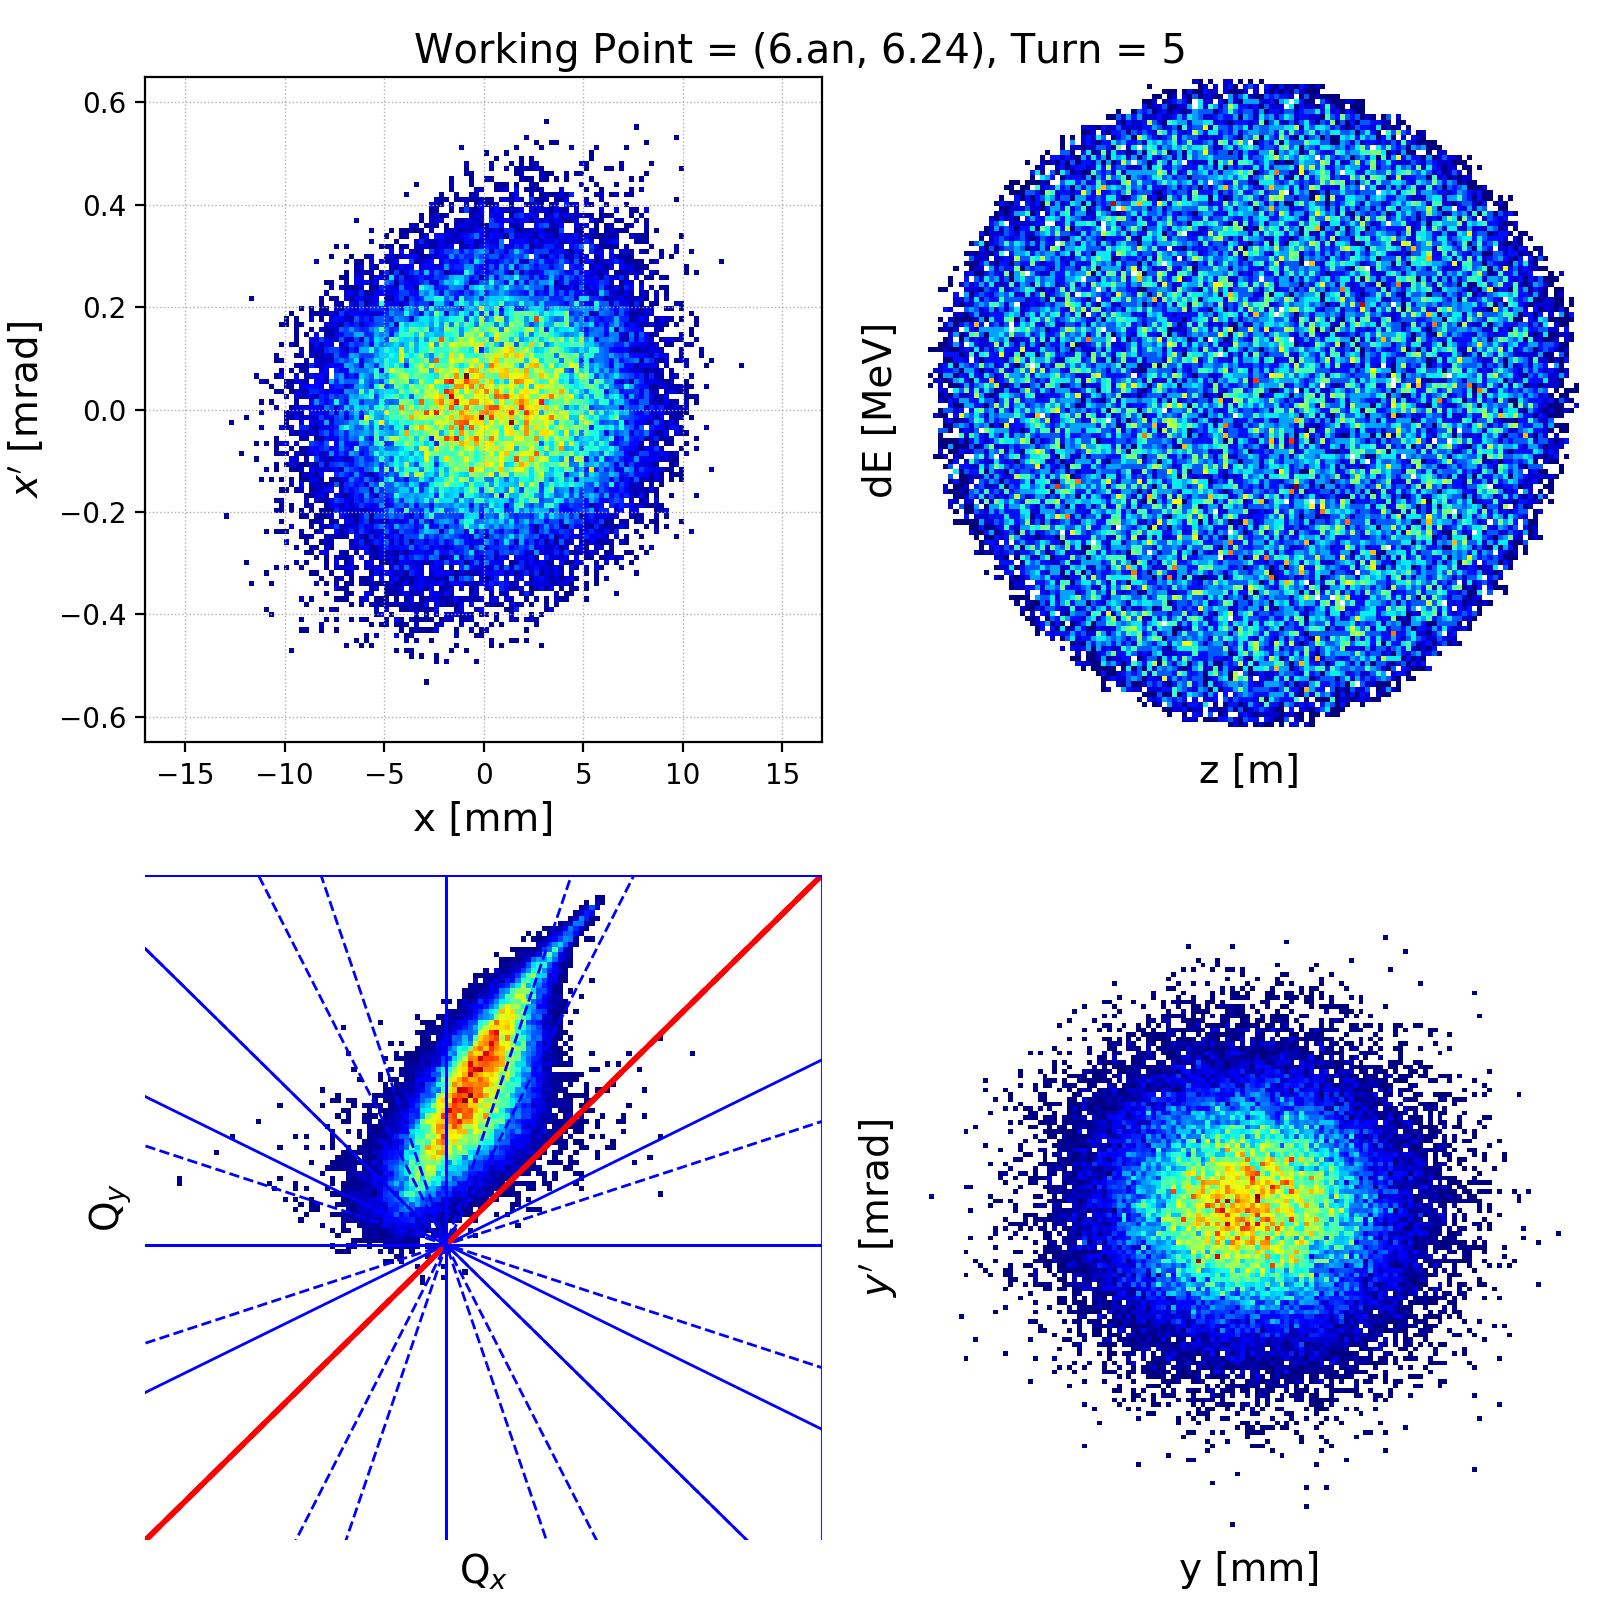 Working Point = (6.an, 6.24), Turn = 5
0.6
0.4
0.2
0.0
−0.2
−0.4
−0.6
x′ [mrad]
−15 −10 −5 0 5 10 15
x [mm]
dE [MeV]
z [m]
Qy
Qx
y′ [mrad]
y [mm]